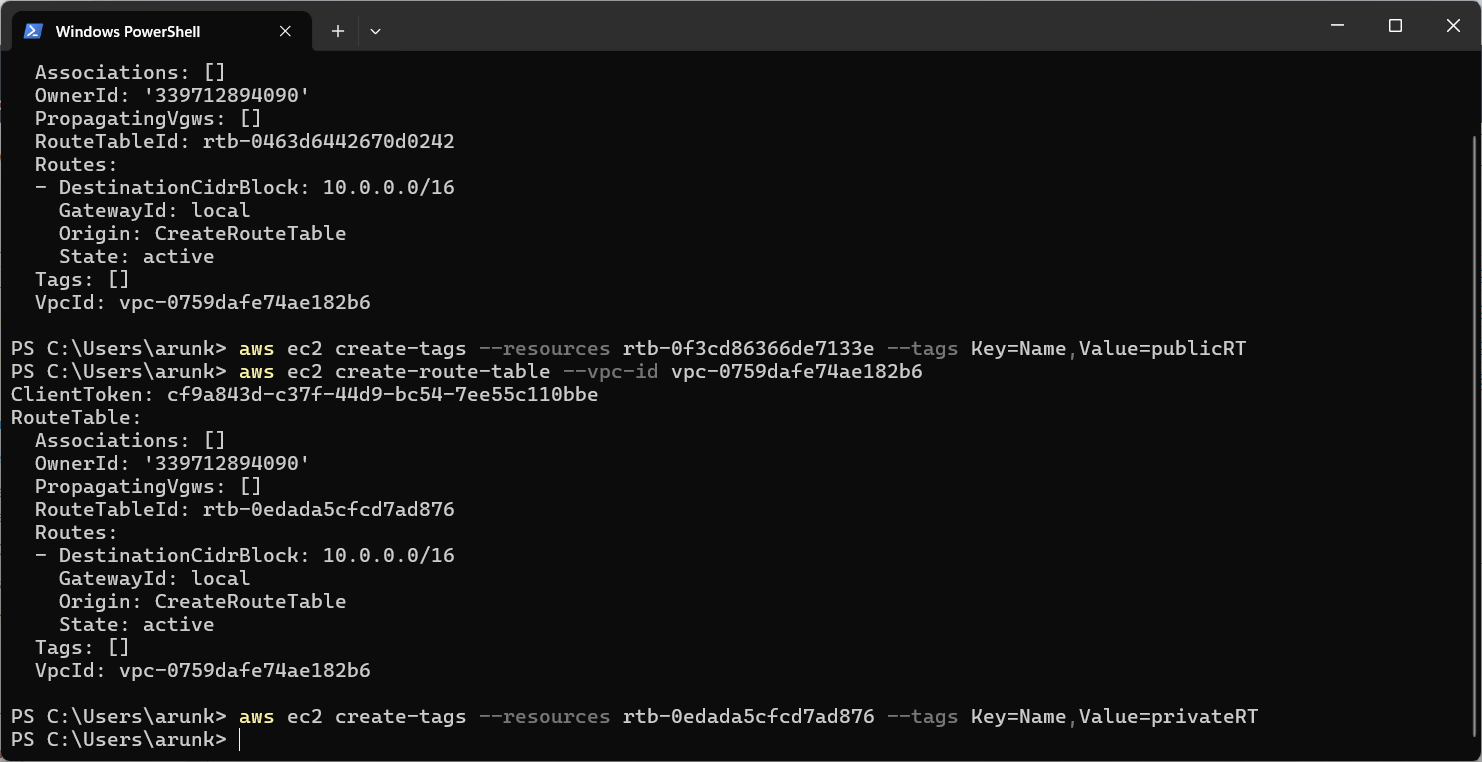 Windows PowerShell
Associations: []
OwnerId: '339712894090'
PropagatingVgws: []
RouteTableId: rtb-0463d6442670d0242
Routes:
- DestinationCidrBlock: 10.0.0.0/16
GatewayId: local
Origin: CreateRouteTable
State: active
Tags: []
VpcId: vpc-0759dafe74ae182b6
PS C:\Users\arunk> aws ec2 create-tags --resources rtb-0f3cd86366de7133e --tags Key=Name,Value=publicRT
PS C:\Users\arunk> aws ec2 create-route-table --vpc-id vpc-0759dafe74ae182b6
ClientToken: cf9a843d-c37f-44d9-bc54-7ee55c110bbe
RouteTable:
Associations: []
OwnerId: '339712894090'
PropagatingVgws: []
RouteTableId: rtb-0edada5cfcd7ad876
Routes:
- DestinationCidrBlock: 10.0.0.0/16
GatewayId: local
Origin: CreateRouteTable
State: active
Tags: []
VpcId: vpc-0759dafe74ae182b6
PS C:\Users\arunk> aws ec2 create-tags --resources rtb-0edada5cfcd7ad876 --tags Key=Name,Value=privateRT
PS C:\Users\arunk>